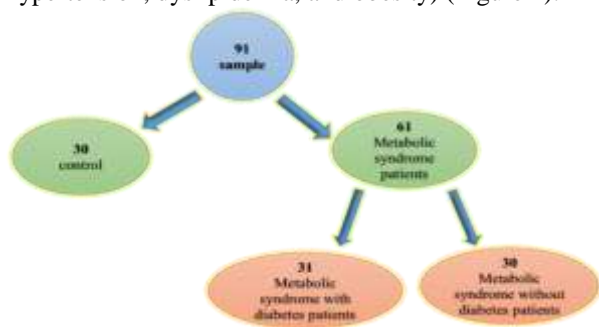 hypertension, dyslipidemia, and obesity) (Figure
91
sample
30
control
61
Metabolic
syndrome
patients
31
Metabolic
syndrome with
diabetes patients
30
Metabolic
syndrome without
diabetes patients